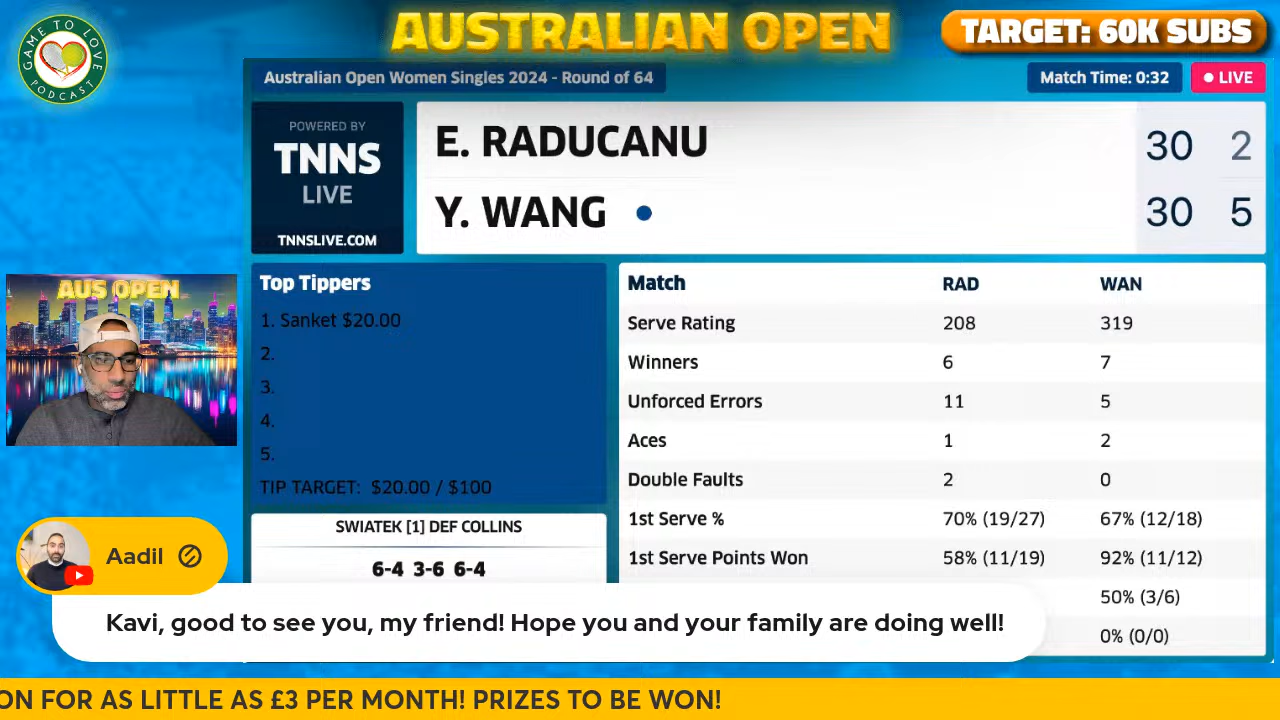 GAME TO LOVE
PODCAST
AUSTRALIAN OPEN
TARGET: 60K SUBS
Australian Open Women Singles 2024 - Round of 64
Match Time: 0:32
LIVE
POWERED BY
TNNS
LIVE
TNNSLIVE.COM
E. RADUCANU 30 2
Y. WANG 30 5
AUS OPEN
Top Tippers
1. Sanket $20.00
2.
3.
4.
5.
TIP TARGET: $20.00 / $100
SWIATEK [1] DEF COLLINS
6-4 3-6 6-4
Match RAD WAN
Serve Rating 208 319
Winners 6 7
Unforced Errors 11 5
Aces 1 2
Double Faults 2 0
1st Serve % 70% (19/27) 67% (12/18)
1st Serve Points Won 58% (11/19) 92% (11/12)
50% (3/6)
0% (0/0)
Aadil
Kavi, good to see you, my friend! Hope you and your family are doing well!
ON FOR AS LITTLE AS £3 PER MONTH! PRIZES TO BE WON!